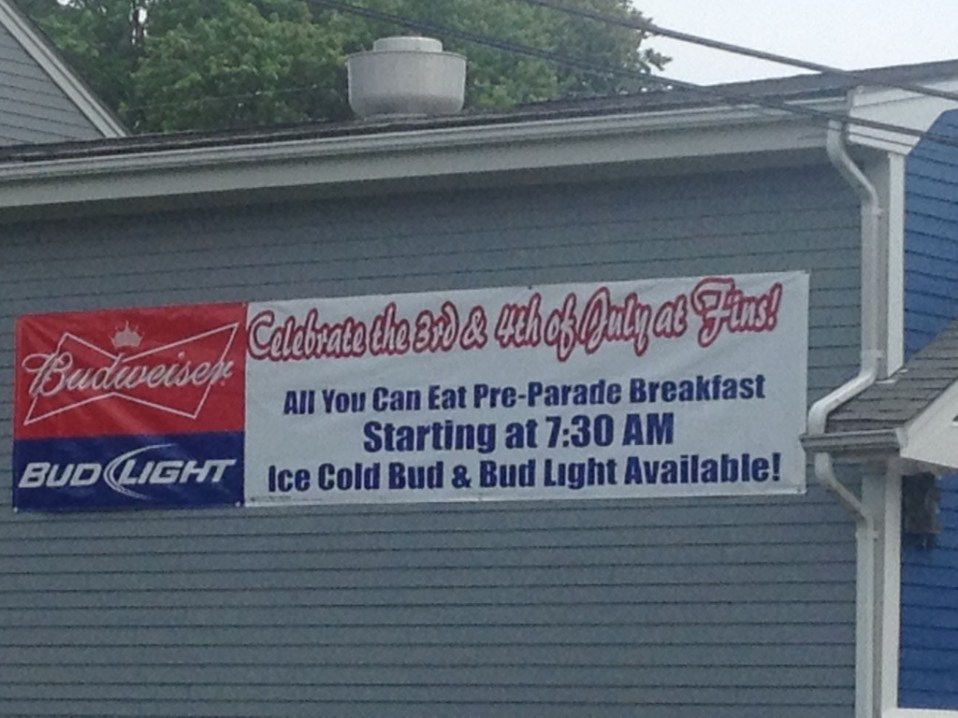 Budweiser
BUD LIGHT
Celebrate the 3rd & 4th of July at Fins!
All You Can Eat Pre-Parade Breakfast
Starting at 7:30 AM
Ice Cold Bud & Bud Light Available!